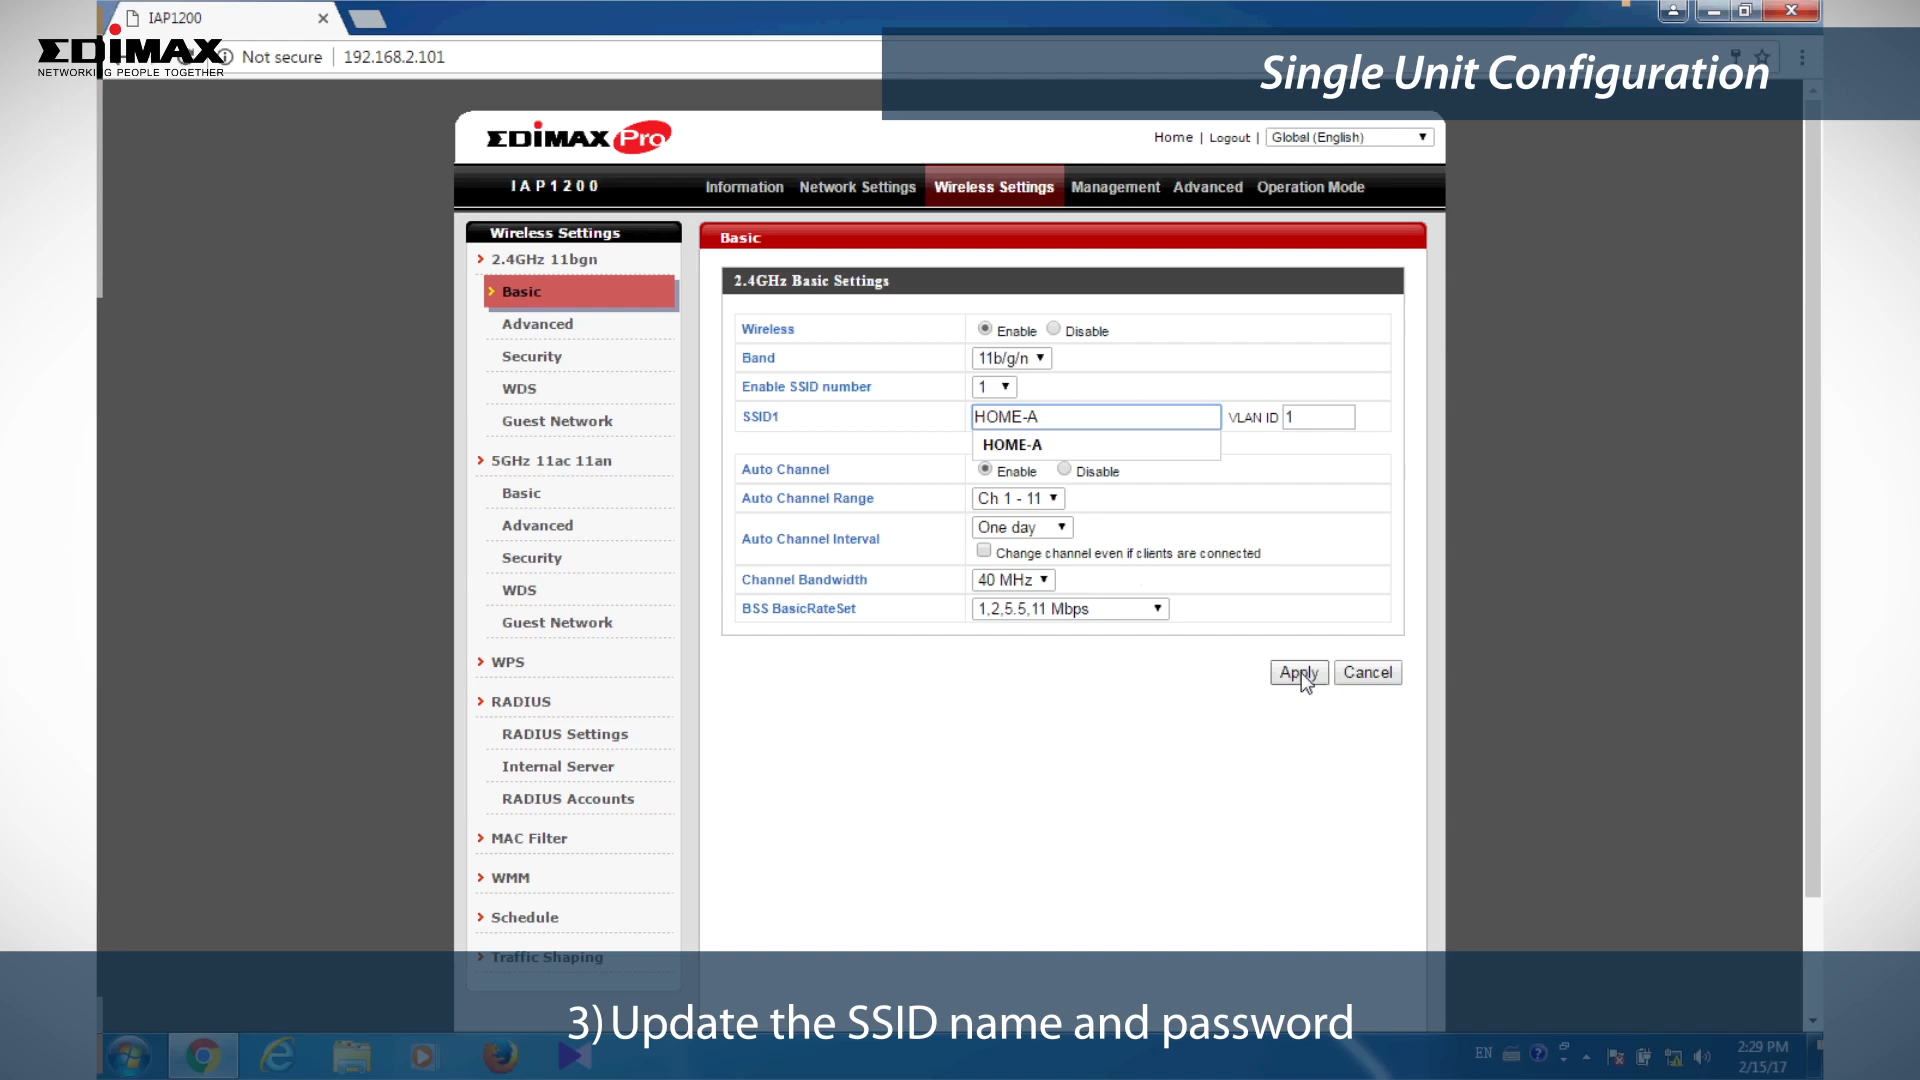 IAP1200
EDIMAX
NETWORKING PEOPLE TOGETHER
Not secure
192.168.2.101
Single Unit Configuration
EDIMAX Pro
Home | Logout | Global (English)
IAP1200
Information Network Settings Wireless Settings Management Advanced Operation Mode
Wireless Settings
2.4GHz 11bgn
Basic
Advanced
Security
WDS
Guest Network
5GHz 11ac 11an
Basic
Advanced
Security
WDS
Guest Network
WPS
RADIUS
RADIUS Settings
Internal Server
RADIUS Accounts
MAC Filter
WMM
Schedule
Traffic Shaping
Basic
2.4GHz Basic Settings
Wireless Enable Disable
Band 11b/g/n
Enable SSID number 1
SSID1 HOME-A VLAN ID 1
HOME-A
Auto Channel Enable Disable
Auto Channel Range Ch 1 - 11
Auto Channel Interval One day
Change channel even if clients are connected
Channel Bandwidth 40 MHz
BSS BasicRateSet 1,2,5.5,11 Mbps
Apply Cancel
3) Update the SSID name and password
EN
2:29 PM
2/15/17